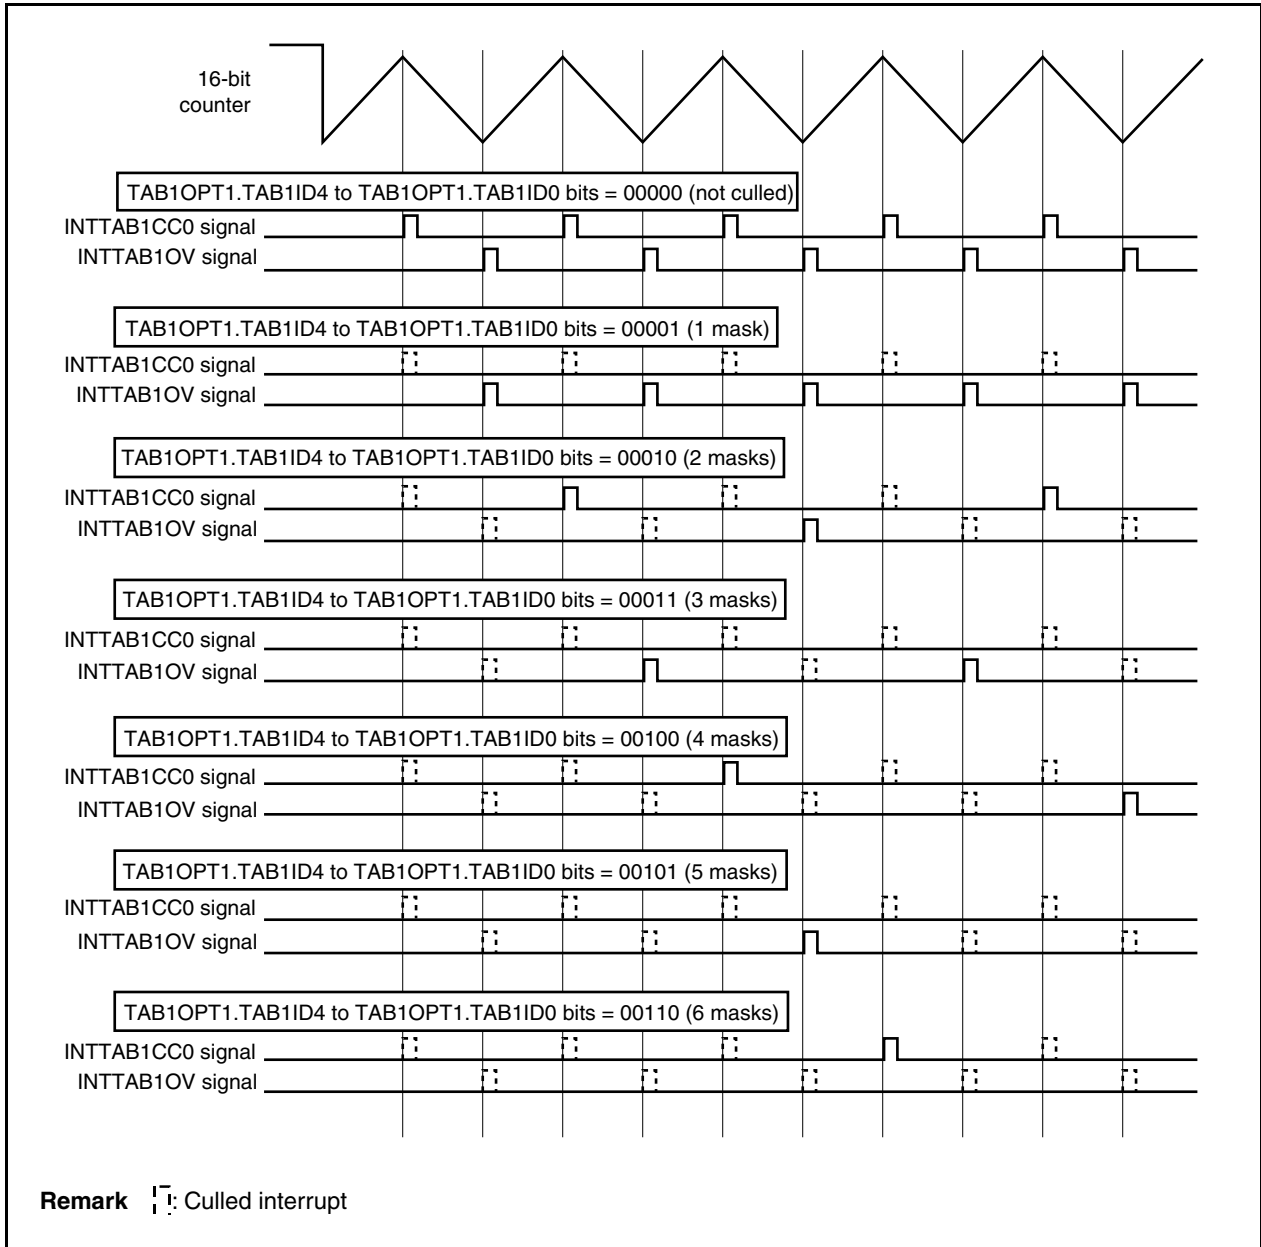 16-bit
counter
TAB1OPT1.TAB1ID4 to TAB1OPT1.TAB1ID0 bits = 00000 (not culled)
INTTAB1CC0 signal
INTTAB1OV signal
TAB1OPT1.TAB1ID4 to TAB1OPT1.TAB1ID0 bits = 00001 (1 mask)
INTTAB1CC0 signal
INTTAB1OV signal
TAB1OPT1.TAB1ID4 to TAB1OPT1.TAB1ID0 bits = 00010 (2 masks)
INTTAB1CC0 signal
INTTAB1OV signal
TAB1OPT1.TAB1ID4 to TAB1OPT1.TAB1ID0 bits = 00011 (3 masks)
INTTAB1CC0 signal
INTTAB1OV signal
TAB1OPT1.TAB1ID4 to TAB1OPT1.TAB1ID0 bits = 00100 (4 masks)
INTTAB1CC0 signal
INTTAB1OV signal
TAB1OPT1.TAB1ID4 to TAB1OPT1.TAB1ID0 bits = 00101 (5 masks)
INTTAB1CC0 signal
INTTAB1OV signal
TAB1OPT1.TAB1ID4 to TAB1OPT1.TAB1ID0 bits = 00110 (6 masks)
INTTAB1CC0 signal
INTTAB1OV signal
Remark : Culled interrupt